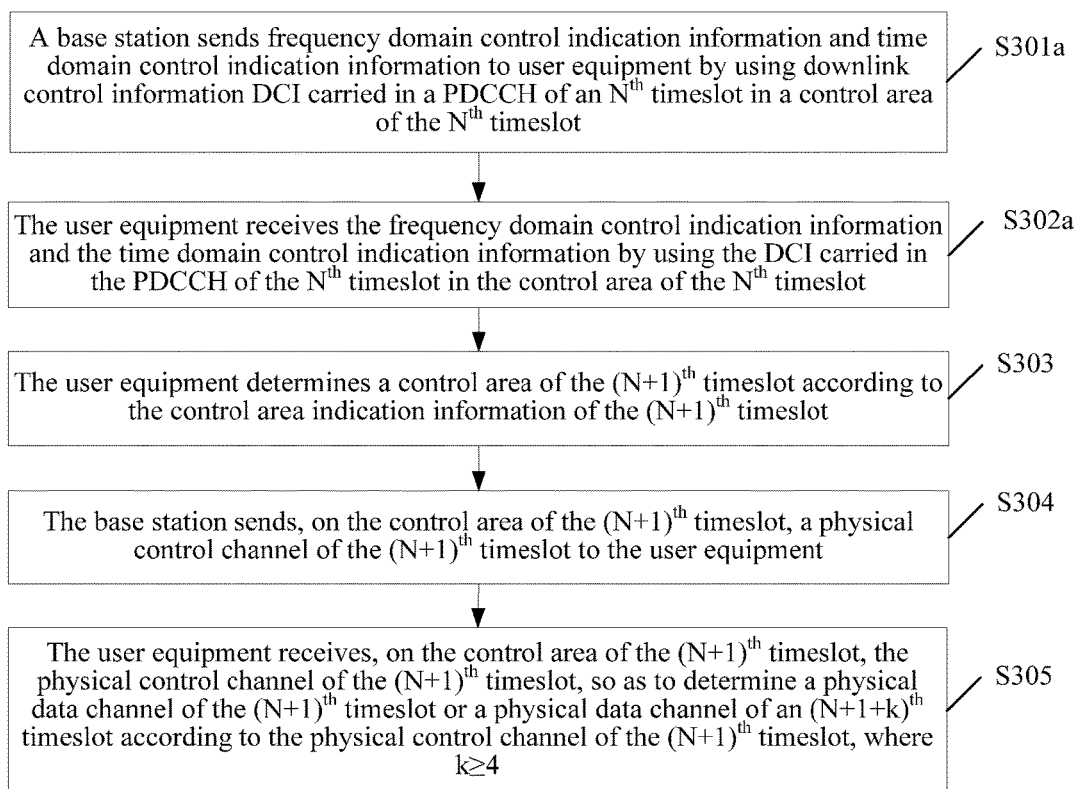 A base station sends frequency domain control indication information and time
domain control indication information to user equipment by using downlink
control information DCI carried in a PDCCH of an Nth timeslot in a control area
of the Nth timeslot
S301a
The user equipment receives the frequency domain control indication information
and the time domain control indication information by using the DCI carried in
the PDCCH of the Nth timeslot in the control area of the Nth timeslot
S302a
The user equipment determines a control area of the (N+1)th timeslot according to
the control area indication information of the (N+1)th timeslot
S303
The base station sends, on the control area of the (N+1)th timeslot, a physical
control channel of the (N+1)th timeslot to the user equipment
S304
The user equipment receives, on the control area of the (N+1)th timeslot, the
physical control channel of the (N+1)th timeslot, so as to determine a physical
data channel of the (N+1)th timeslot or a physical data channel of an (N+1+k)th
timeslot according to the physical control channel of the (N+1)th timeslot, where
k≥4
S305